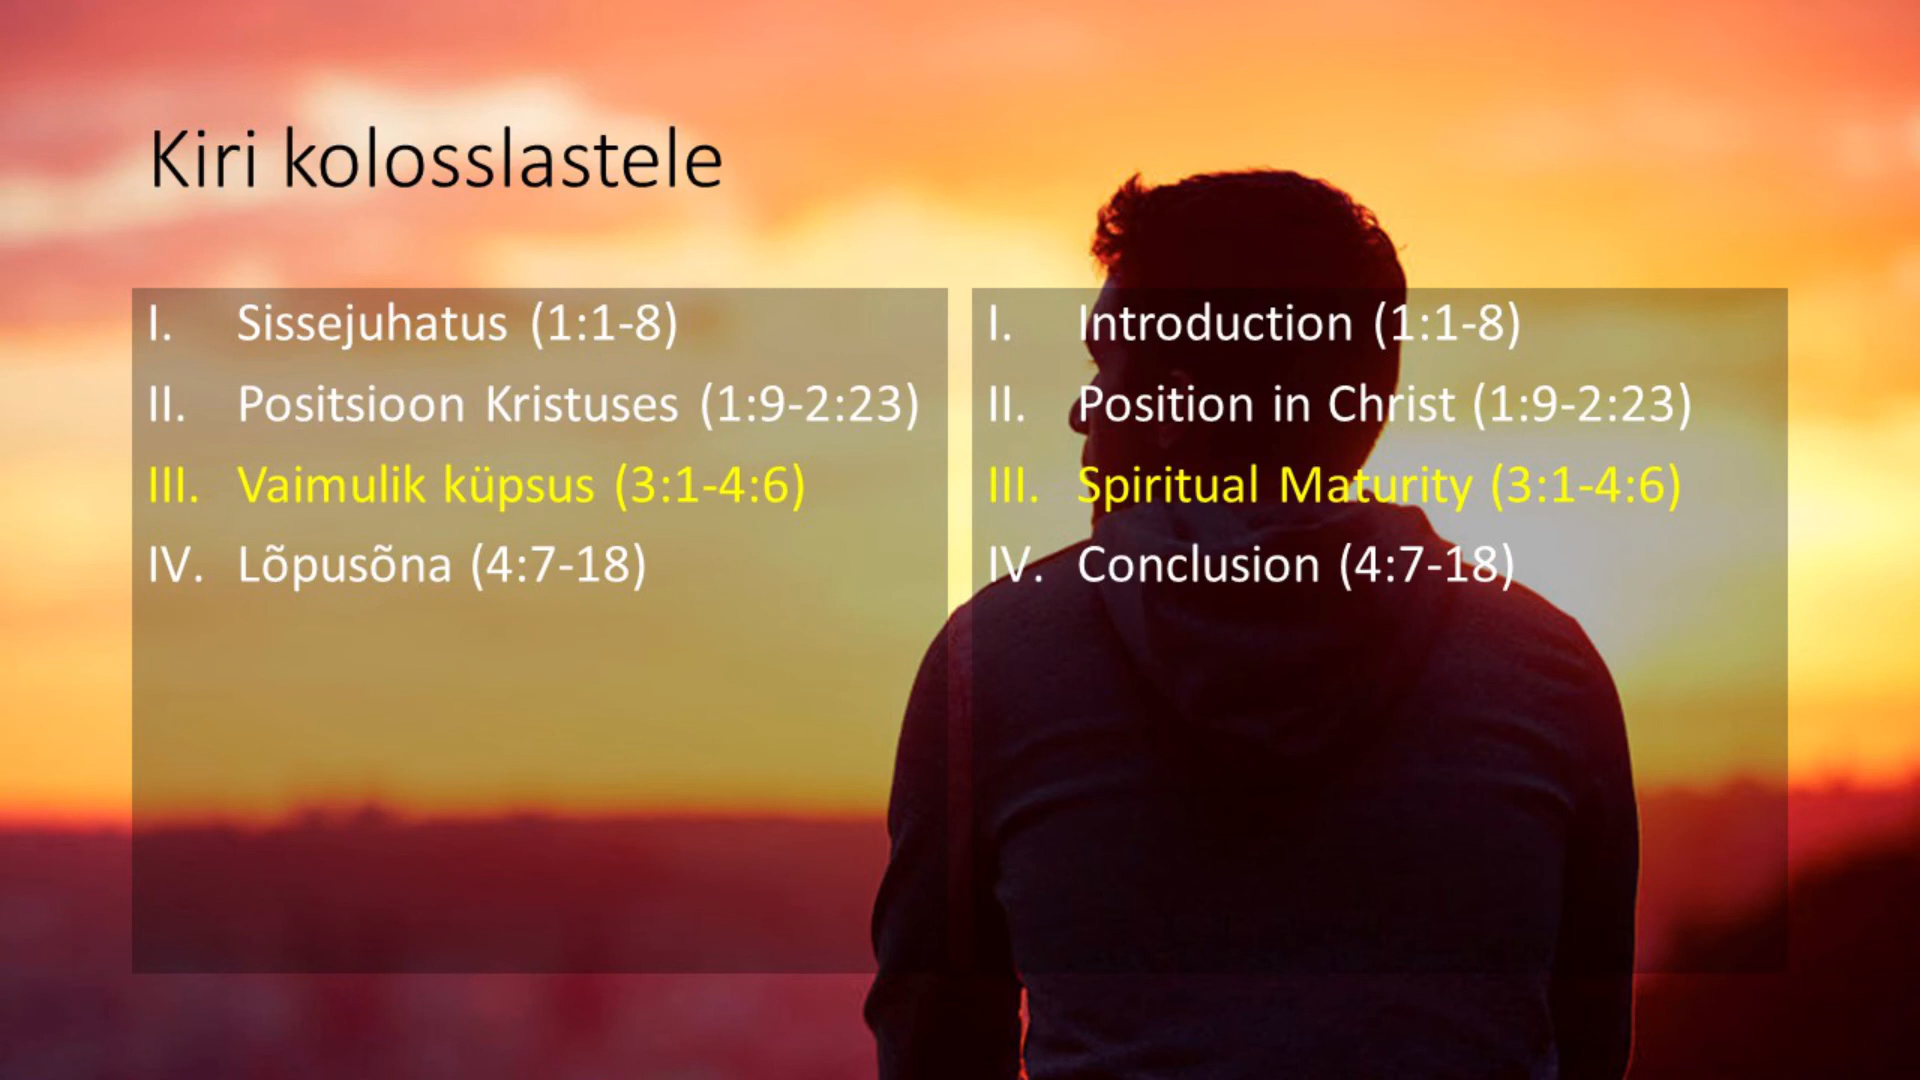 Kiri kolosslastele
I. Sissejuhatus (1:1-8)
II. Positsioon Kristuses (1:9-2:23)
III. Vaimulik küpsus (3:1-4:6)
IV. Lõpusõna (4:7-18)
I. Introduction (1:1-8)
II. Position in Christ (1:9-2:23)
III. Spiritual Maturity (3:1-4:6)
IV. Conclusion (4:7-18)